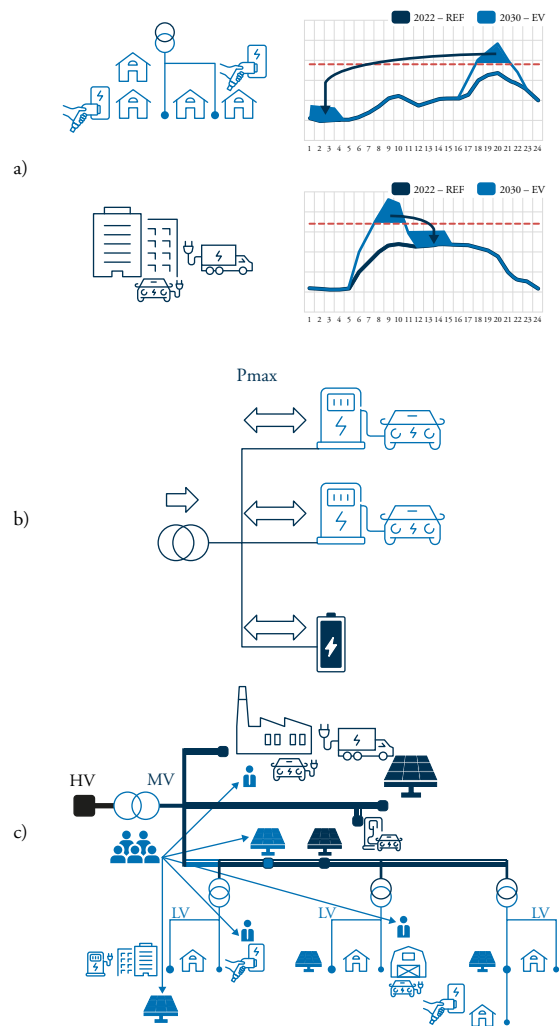 2022 – REF 2030 – EV
1 2 3 4 5 6 7 8 9 10 11 12 13 14 15 16 17 18 19 20 21 22 23 24
a)
2022 – REF 2030 – EV
1 2 3 4 5 6 7 8 9 10 11 12 13 14 15 16 17 18 19 20 21 22 23 24
Pmax
b)
HV MV
c)
LV LV LV